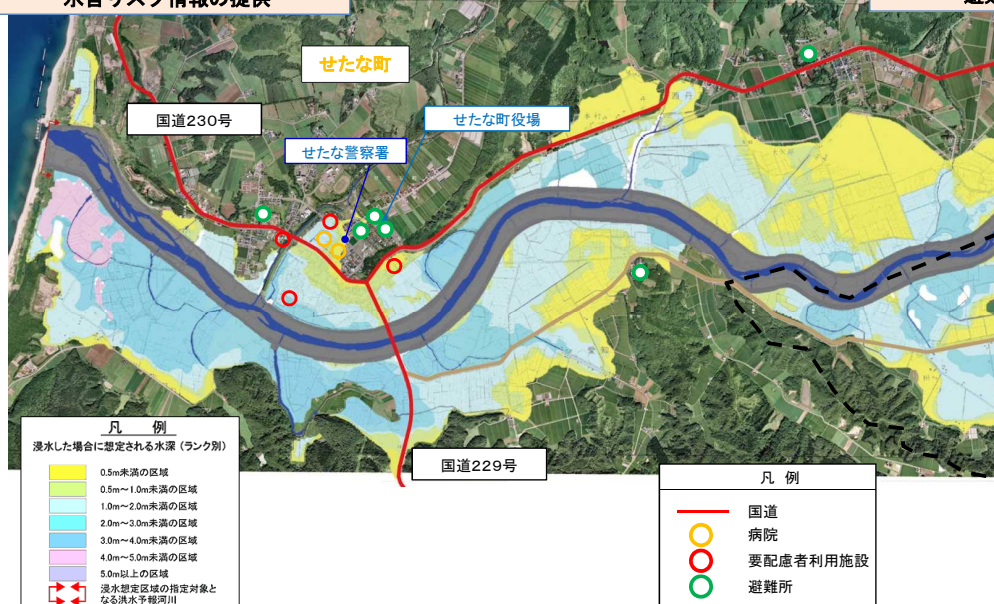 水害リスク情報の提供
せたな町
国道230号
せたな町役場
せたな警察署
国道229号
凡 例
浸水した場合に想定される水深(ランク別)
0.5m未満の区域
0.5m～1.0m未満の区域
1.0m～2.0m未満の区域
2.0m～3.0m未満の区域
3.0m～4.0m未満の区域
4.0m～5.0m未満の区域
5.0m以上の区域
浸水想定区域の指定対象と
なる洪水予報河川
凡 例
国道
病院
要配慮者利用施設
避難所